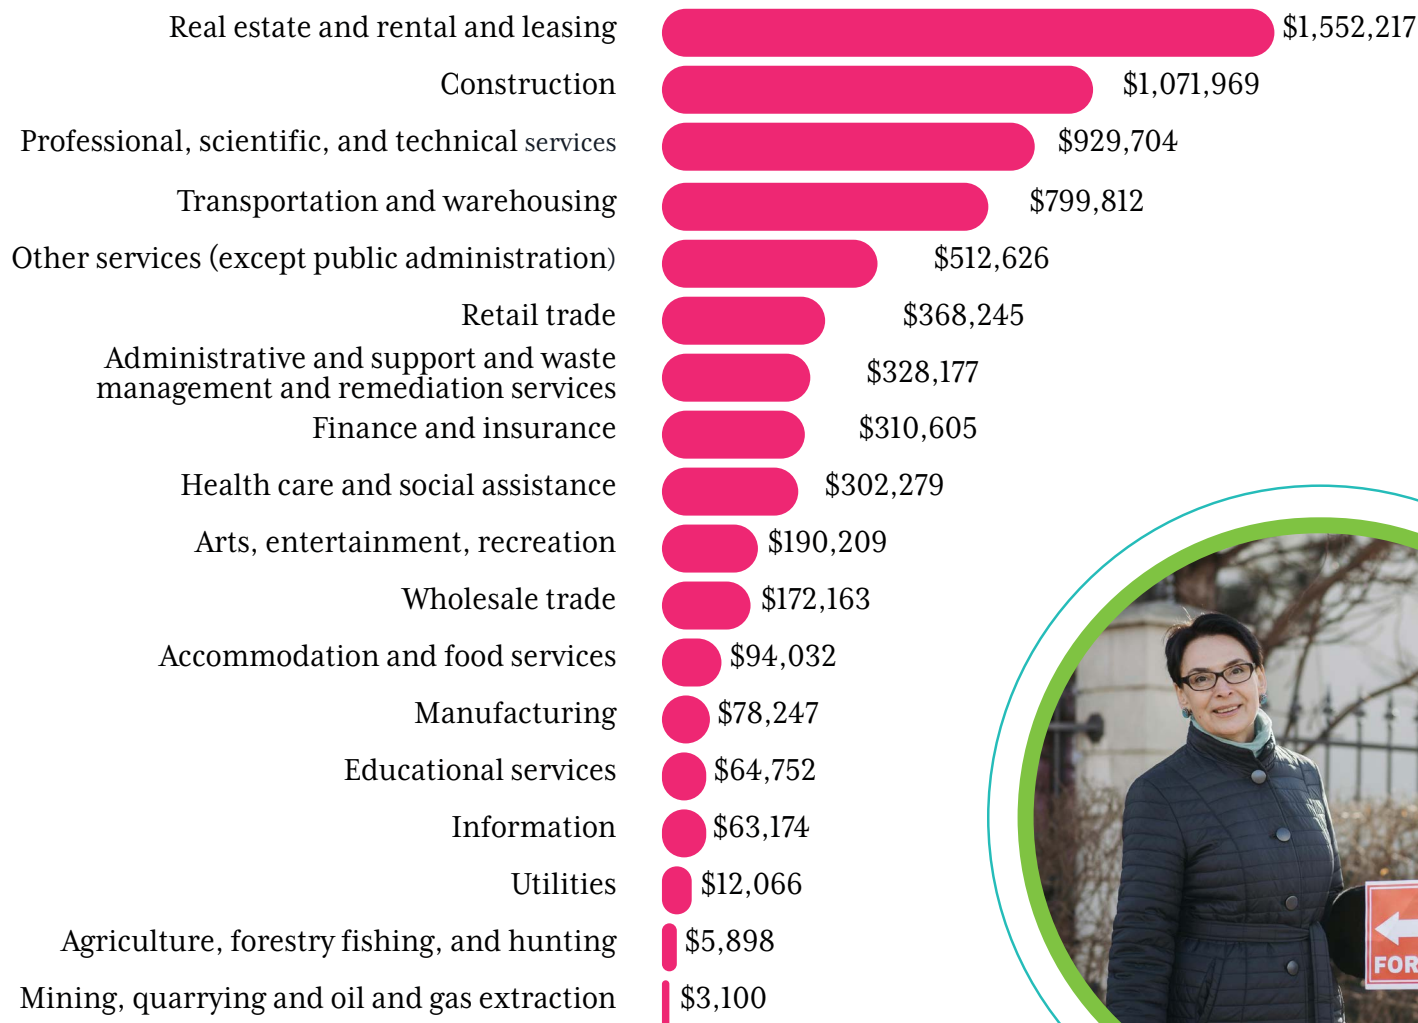 Real estate and rental and leasing $1,552,217
Construction $1,071,969
Professional, scientific, and technical services $929,704
Transportation and warehousing $799,812
Other services (except public administration) $512,626
Retail trade $368,245
Administrative and support and waste
management and remediation services $328,177
Finance and insurance $310,605
Health care and social assistance $302,279
Arts, entertainment, recreation $190,209
Wholesale trade $172,163
Accommodation and food services $94,032
Manufacturing $78,247
Educational services $64,752
Information $63,174
Utilities $12,066
Agriculture, forestry fishing, and hunting $5,898
FOR
Mining, quarrying and oil and gas extraction $3,100